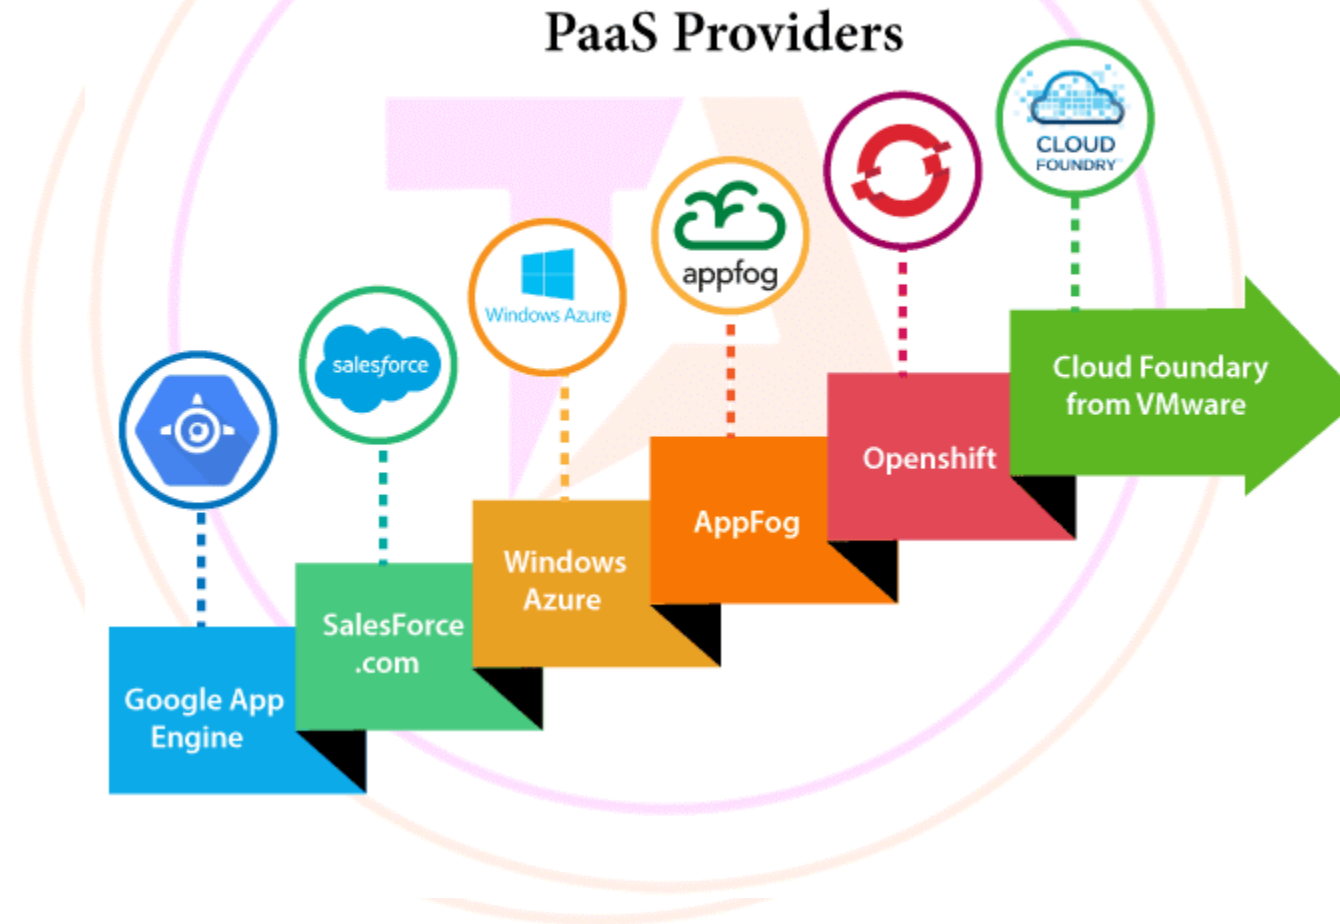 PaaS Providers
CLOUD
FOUNDRY
appfog
Windows Azure
salesforce
Cloud Foundary
from VMware
Openshift
AppFog
Windows
Azure
SalesForce
.com
Google App
Engine